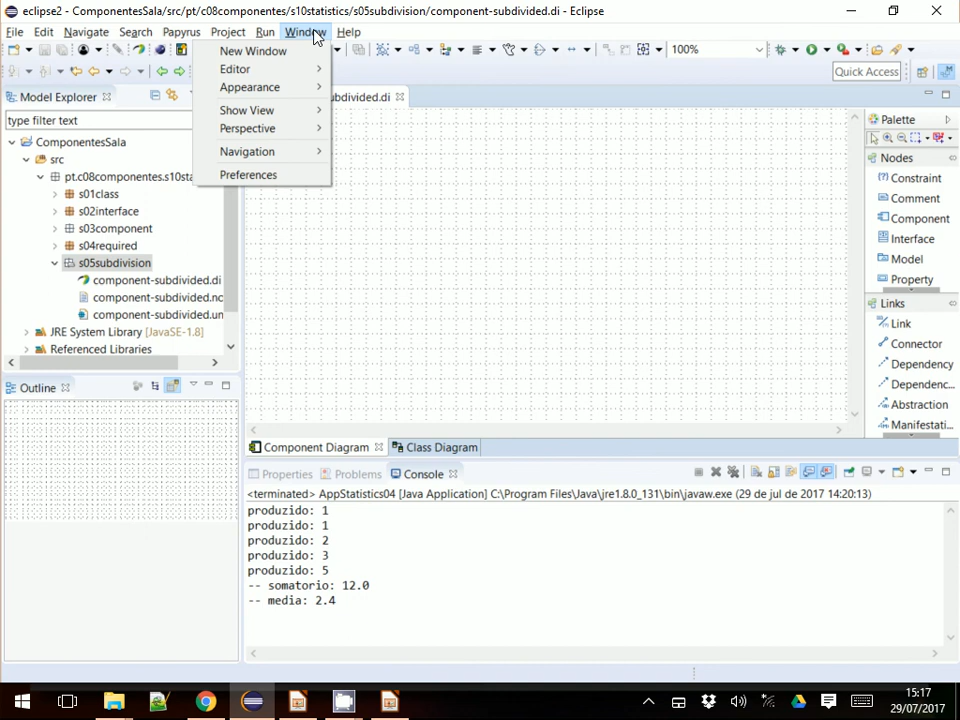 eclipse2 - ComponentesSala/src/pt/c08componentes/s10statistics/s05subdivision/component-subdivided.di - Eclipse
File Edit Navigate Search Papyrus Project Run Window Help
100%
Quick Access
New Window
Editor
Appearance
Show View
Perspective
Navigation
Preferences
Model Explorer
ubdivided.di
type filter text
ComponentesSala
src
pt.c08componentes.s10sta
s01class
s02interface
s03component
s04required
s05subdivision
component-subdivided.di
component-subdivided.no
component-subdivided.un
JRE System Library [JavaSE-1.8]
Referenced Libraries
Outline
Palette
Nodes
Constraint
Comment
Component
Interface
Model
Property
Links
Link
Connector
Dependency
Dependenc...
Abstraction
Manifestati...
Component Diagram
Class Diagram
Properties
Problems
Console
<terminated> AppStatistics04 [Java Application] C:\Program Files\Java\jre1.8.0_131\bin\javaw.exe (29 de jul de 2017 14:20:13)
produzido: 1
produzido: 1
produzido: 2
produzido: 3
produzido: 5
-- somatorio: 12.0
-- media: 2.4
15:17
29/07/2017